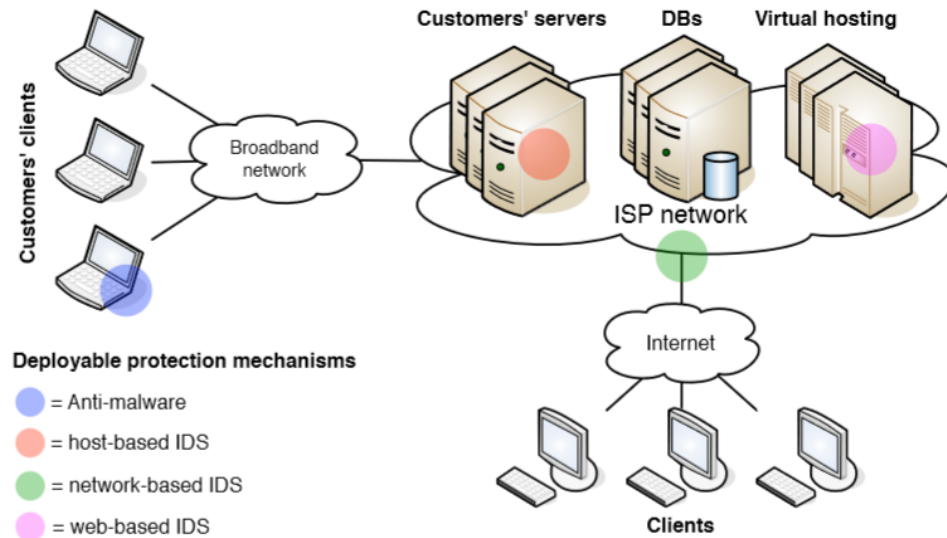 Customers' servers
DBs
Virtual hosting
Customers' clients
Broadband
network
ISP network
Internet
Deployable protection mechanisms
= Anti-malware
= host-based IDS
= network-based IDS
= web-based IDS
Clients